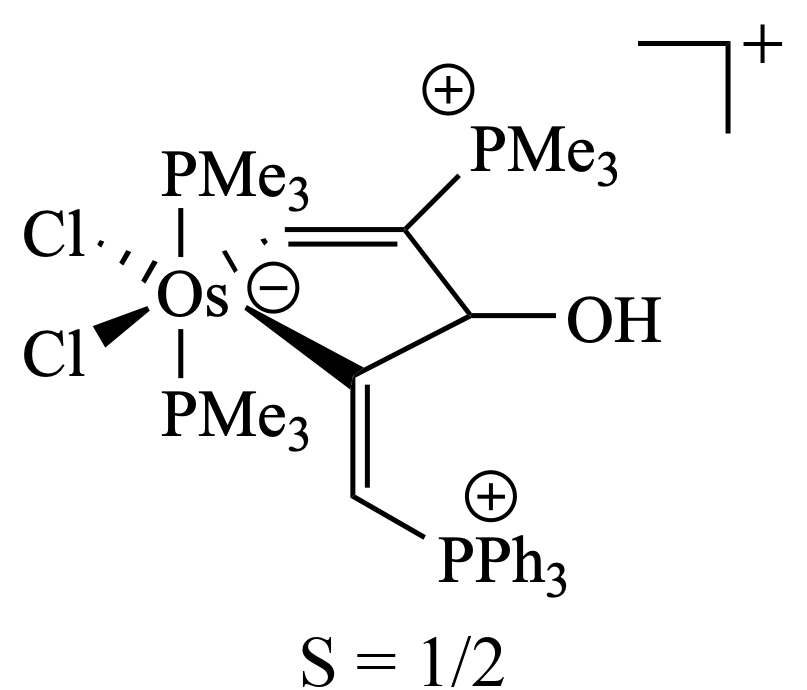 +
⊕
PMe₃
PMe₃
Cl
Os ⊖
OH
Cl
PMe₃
⊕
PPh₃
S = 1/2